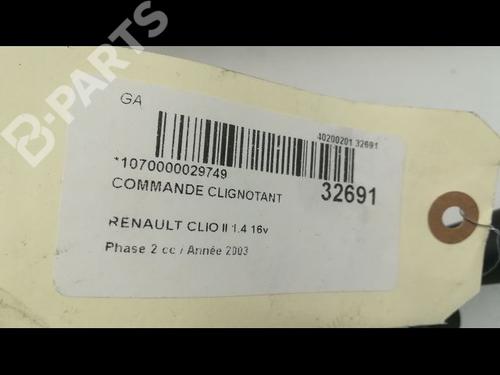 B-PARTS
GA
40200201 32691
*1070000029749
COMMANDE CLIGNOTANT
32691
RENAULT CLIO II 1.4 16v
Phase 2 cc / Année 2003